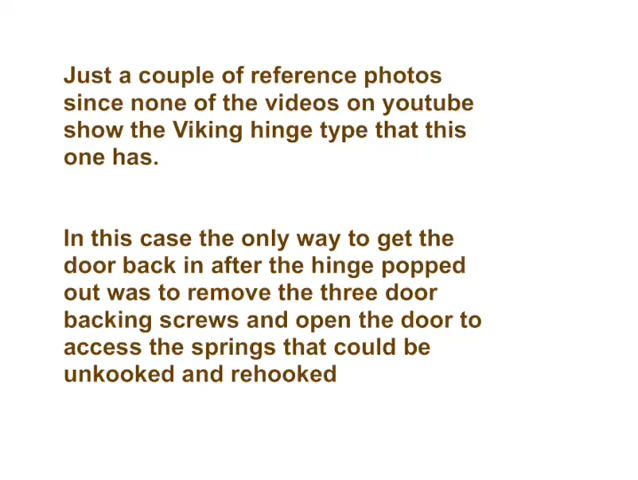 Just a couple of reference photos
since none of the videos on youtube
show the Viking hinge type that this
one has.
In this case the only way to get the
door back in after the hinge popped
out was to remove the three door
backing screws and open the door to
access the springs that could be
unkooked and rehooked